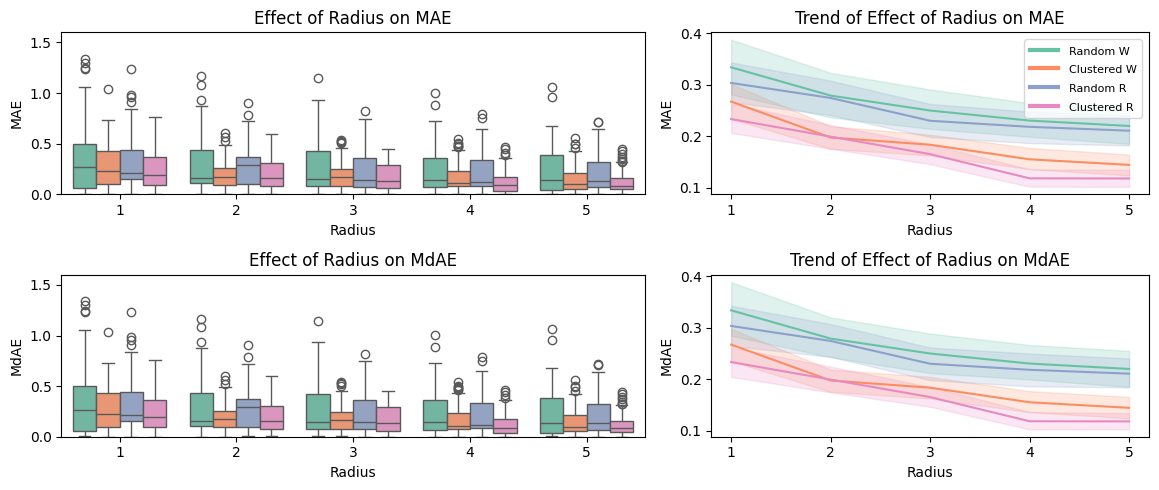 Effect of Radius on MAE
1.5
1.0
0.5
0.0
MAE
1 2 3 4 5
Radius
Trend of Effect of Radius on MAE
0.4
0.3
0.2
0.1
MAE
1 2 3 4 5
Radius
Random W
Clustered W
Random R
Clustered R
Effect of Radius on MdAE
1.5
1.0
0.5
0.0
MdAE
1 2 3 4 5
Radius
Trend of Effect of Radius on MdAE
0.4
0.3
0.2
0.1
MdAE
1 2 3 4 5
Radius